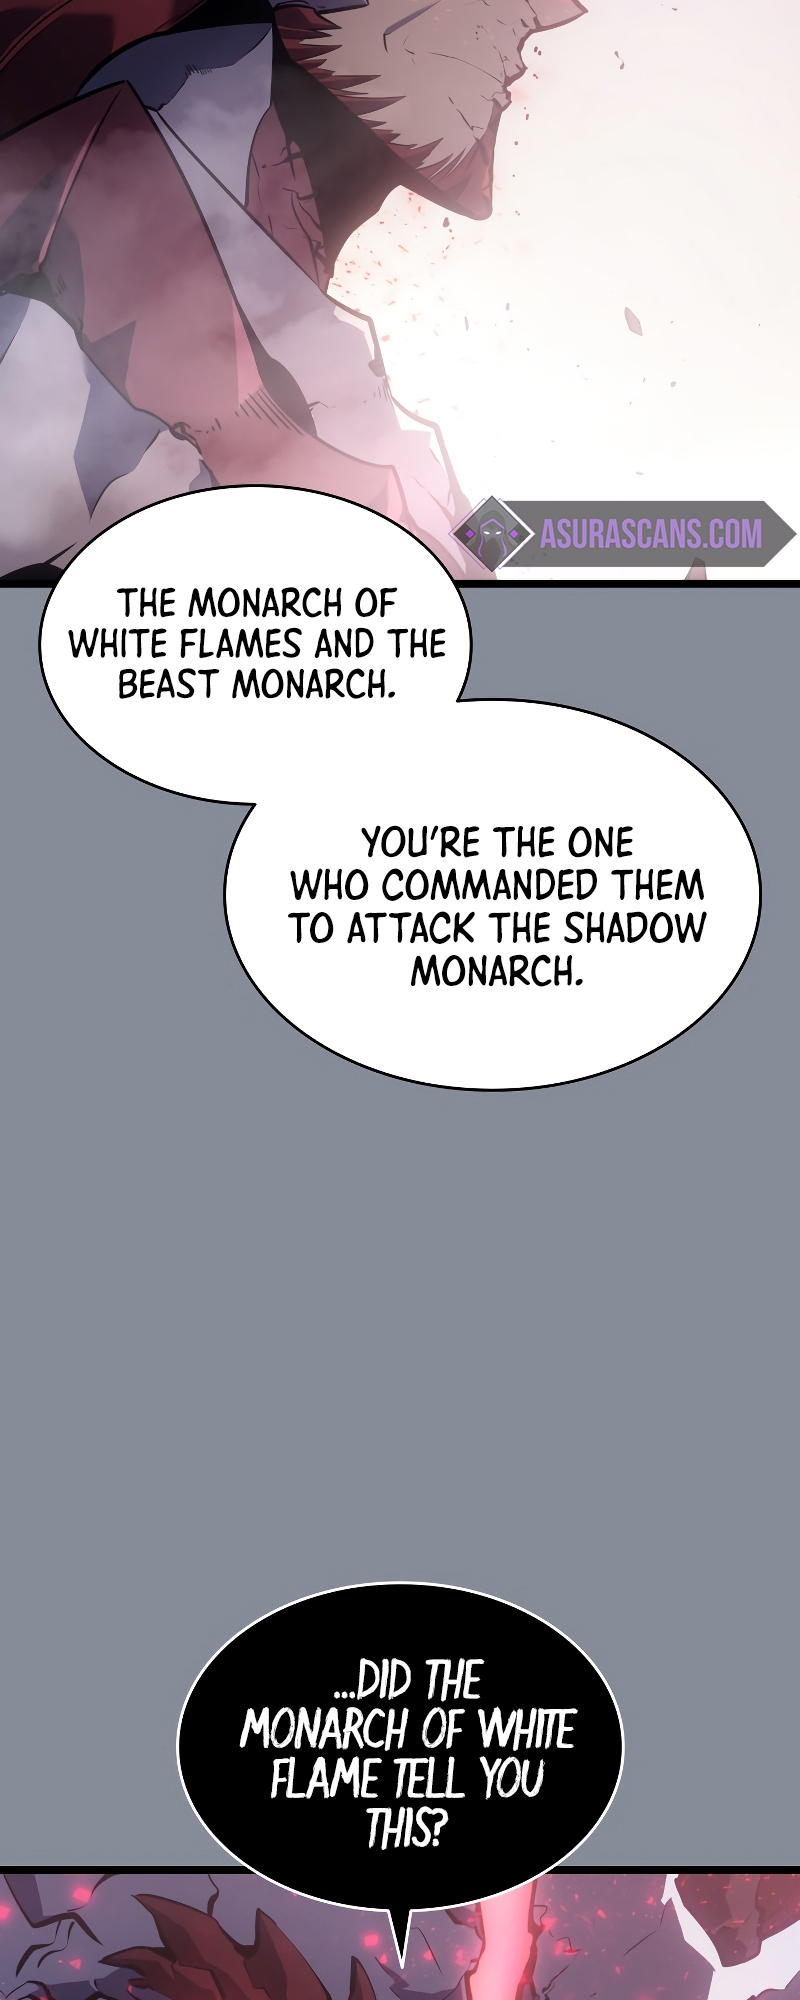 ASURASCANS.COM
THE MONARCH OF
WHITE FLAMES AND THE
BEAST MONARCH.
YOU'RE THE ONE
WHO COMMANDED THEM
TO ATTACK THE SHADOW
MONARCH.
...DID THE
MONARCH OF WHITE
FLAME TELL YOU
THIS?